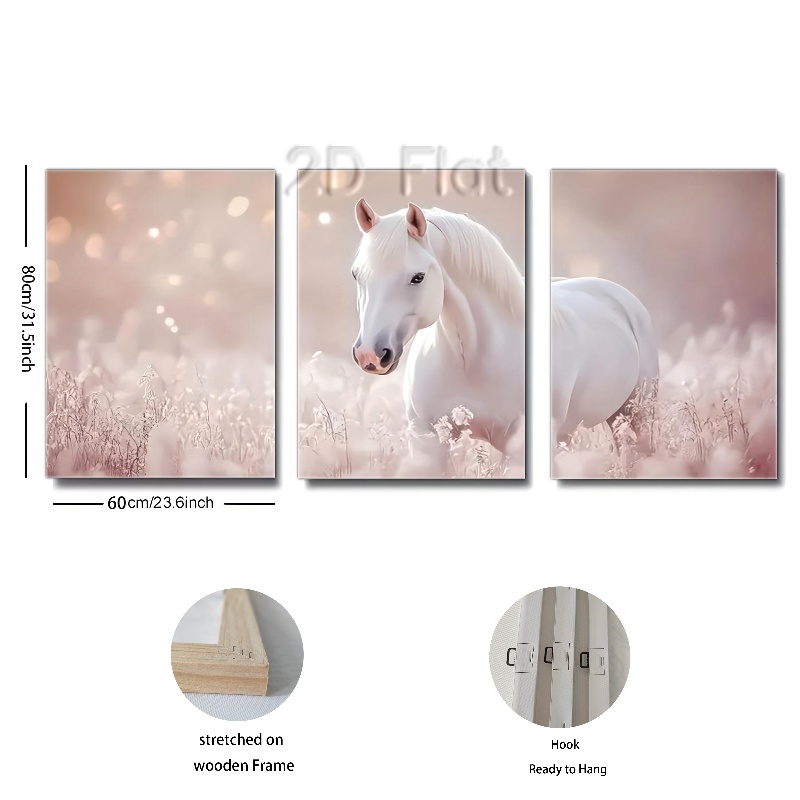 2D Flat
80cm/31.5inch
60cm/23.6inch
stretched on
wooden Frame
Hook
Ready to Hang